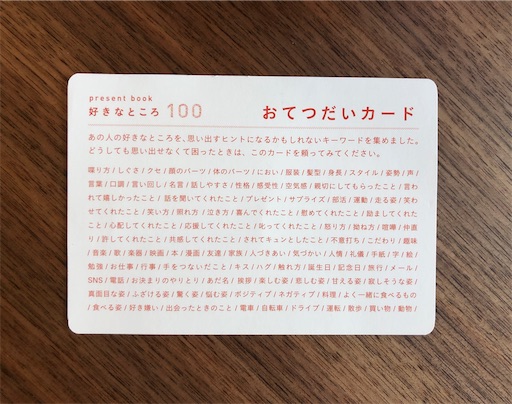 present book
好きなところ 100
おてつだいカード
あの人の好きなところを、思い出すヒントになるかもしれないキーワードを集めました。
どうしても思い出せなくて困ったときは、このカードを頼ってみてください。
喋り方 / しぐさ / クセ / 顔のパーツ / 体のパーツ / におい / 服装 / 髪型 / 身長 / スタイル / 姿勢 / 声
言葉 / 口調 / 言い回し / 名言 / 話しやすさ / 性格 / 感受性 / 空気感 / 親切にしてもらったこと / 言わ
れて嬉しかったこと / 話を聞いてくれたこと / プレゼント / サプライズ / 部活 / 運動 / 走る姿 / 笑わ
せてくれたこと / 笑い方 / 照れ方 / 泣き方 / 喜んでくれたこと / 慰めてくれたこと / 励ましてくれた
こと / 心配してくれたこと / 応援してくれたこと / 叱ってくれたこと / 怒り方 / 拗ね方 / 喧嘩 / 仲直
り / 許してくれたこと / 共感してくれたこと / されてキュンとしたこと / 不意打ち / こだわり / 趣味
/ 音楽 / 歌 / 楽器 / 映画 / 本 / 漫画 / 友達 / 家族 / 人づきあい / 気づかい / 人情 / 礼儀 / 手紙 / 字 / 絵
/ 勉強 / お仕事 / 行事 / 手をつないだこと / キス / ハグ / 触れ方 / 誕生日 / 記念日 / 旅行 / メール /
SNS / 電話 / お決まりのやりとり / あだ名 / 挨拶 / 楽しむ姿 / 悲しむ姿 / 甘える姿 / 寂しそうな姿
/ 真面目な姿 / ふざける姿 / 驚く姿 / 悩む姿 / ポジティブ / ネガティブ / 料理 / よく一緒に食べるもの
/ 食べる姿 / 好き嫌い / 出会ったときのこと / 電車 / 自転車 / ドライブ / 運転 / 散歩 / 買い物 / 動物 /